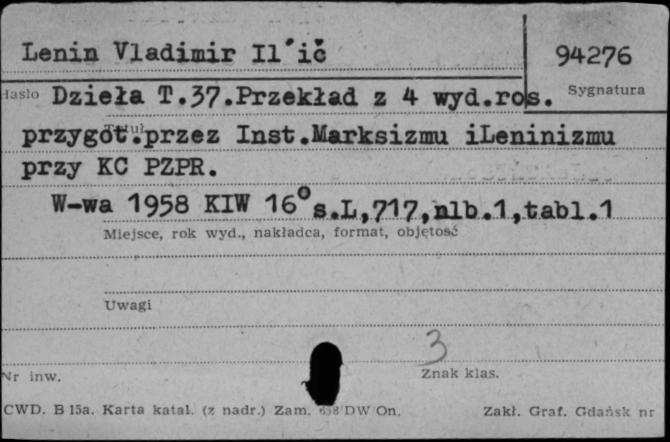 Lenin Vladimir Il´ič
94276
Hasło
Dzieła T.37.Przekład z 4 wyd.ros.
Sygnatura
Tytuł
przygot.przez Inst.Marksizmu iLeninizmu
przy KC PZPR.
W-wa 1958 KIW 16° s.L,717,nlb.1,tabl.1
Miejsce, rok wyd., nakładca, format, objętość
Uwagi
3
Nr inw.
Znak klas.
CWD. B 15a. Karta katal. (z nadr.) Zam. DW On.
Zakł. Graf. Gdańsk nr